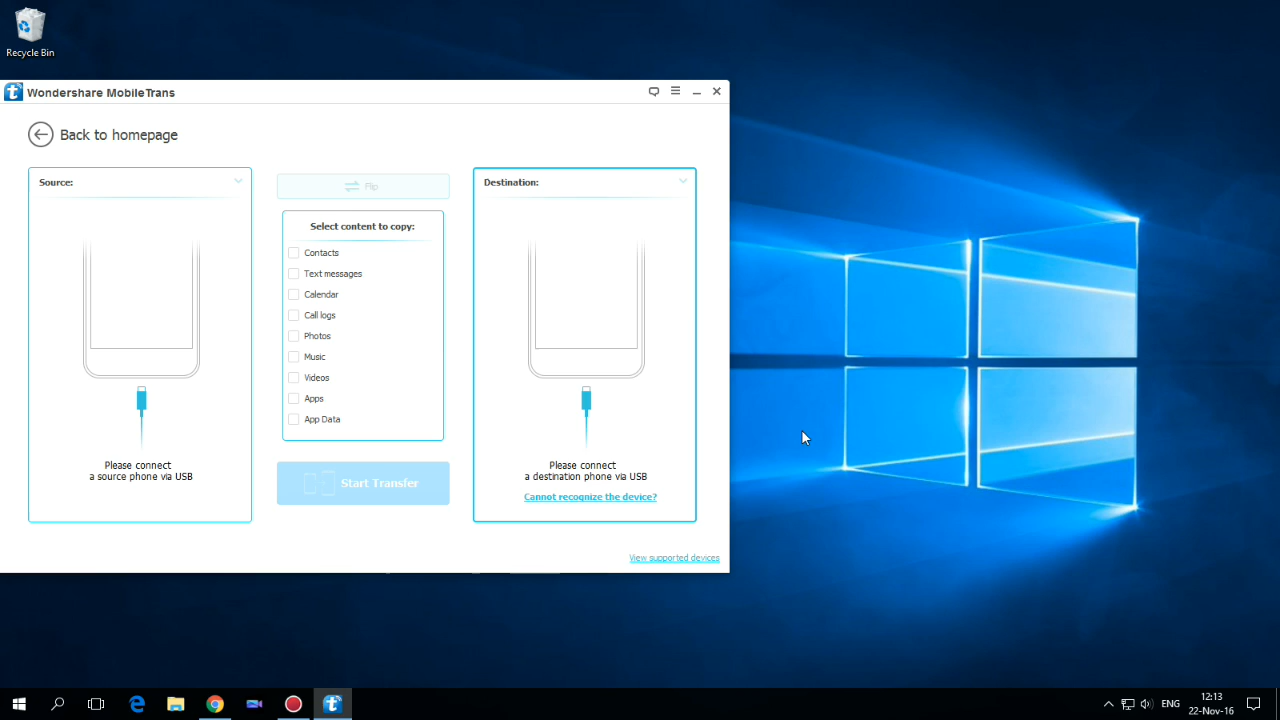 Recycle Bin
Wondershare MobileTrans
Back to homepage
Source:
Flip
Destination:
Select content to copy:
Contacts
Text messages
Calendar
Call logs
Photos
Music
Videos
Apps
App Data
Please connect
a source phone via USB
Start Transfer
Please connect
a destination phone via USB
Cannot recognize the device?
View supported devices
ENG
12:13
22-Nov-16